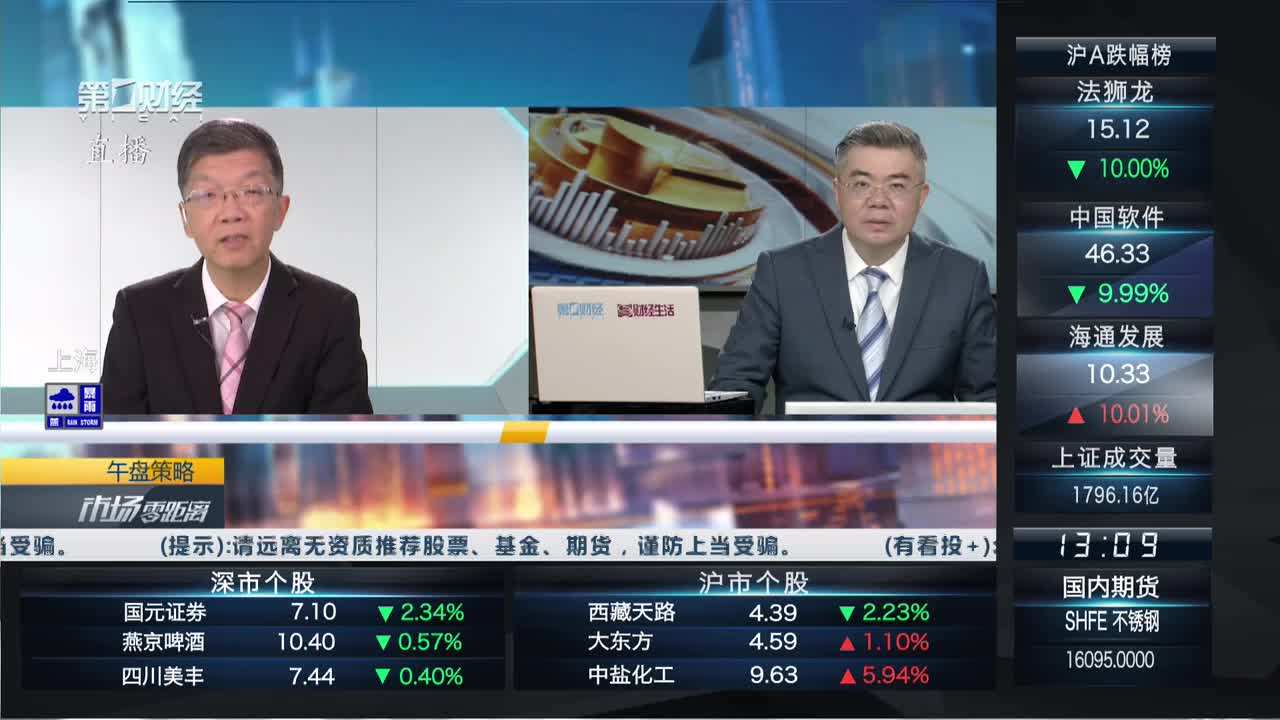 第一财经
YICAI
直播
上海
暴雨
蓝
RAIN STORM
第一财经
财经生活
午盘策略
市场零距离
当受骗。
(提示):请远离无资质推荐股票、基金、期货，谨防上当受骗。
(有看投+):
深市个股
国元证券 7.10 ▼2.34%
燕京啤酒 10.40 ▼0.57%
四川美丰 7.44 ▼0.40%
沪市个股
西藏天路 4.39 ▼2.23%
大东方 4.59 ▲1.10%
中盐化工 9.63 ▲5.94%
沪A跌幅榜
法狮龙
15.12
▼ 10.00%
中国软件
46.33
▼ 9.99%
海通发展
10.33
▲ 10.01%
上证成交量
1796.16亿
13:09
国内期货
SHFE 不锈钢
16095.0000